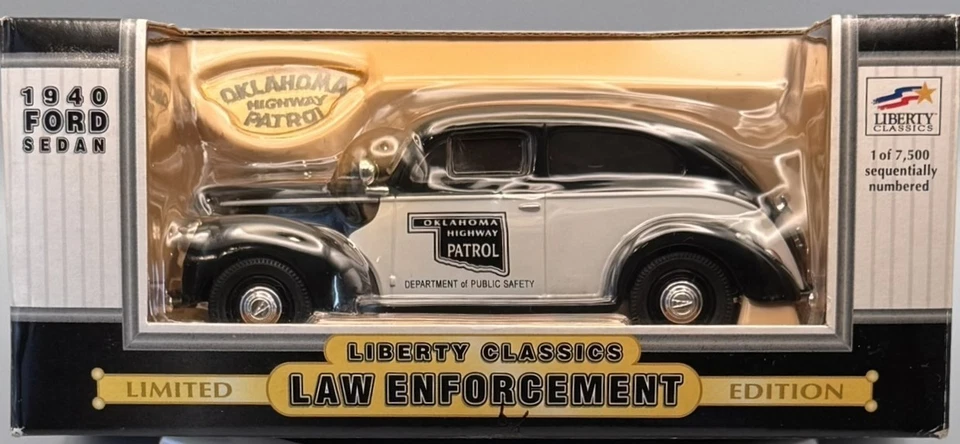 1940
FORD
SEDAN
OKLAHOMA
HIGHWAY
PATROL
OKLAHOMA
HIGHWAY
PATROL
DEPARTMENT of PUBLIC SAFETY
LIBERTY
CLASSICS
1 of 7,500
sequentially
numbered
LIBERTY CLASSICS
LIMITED LAW ENFORCEMENT EDITION